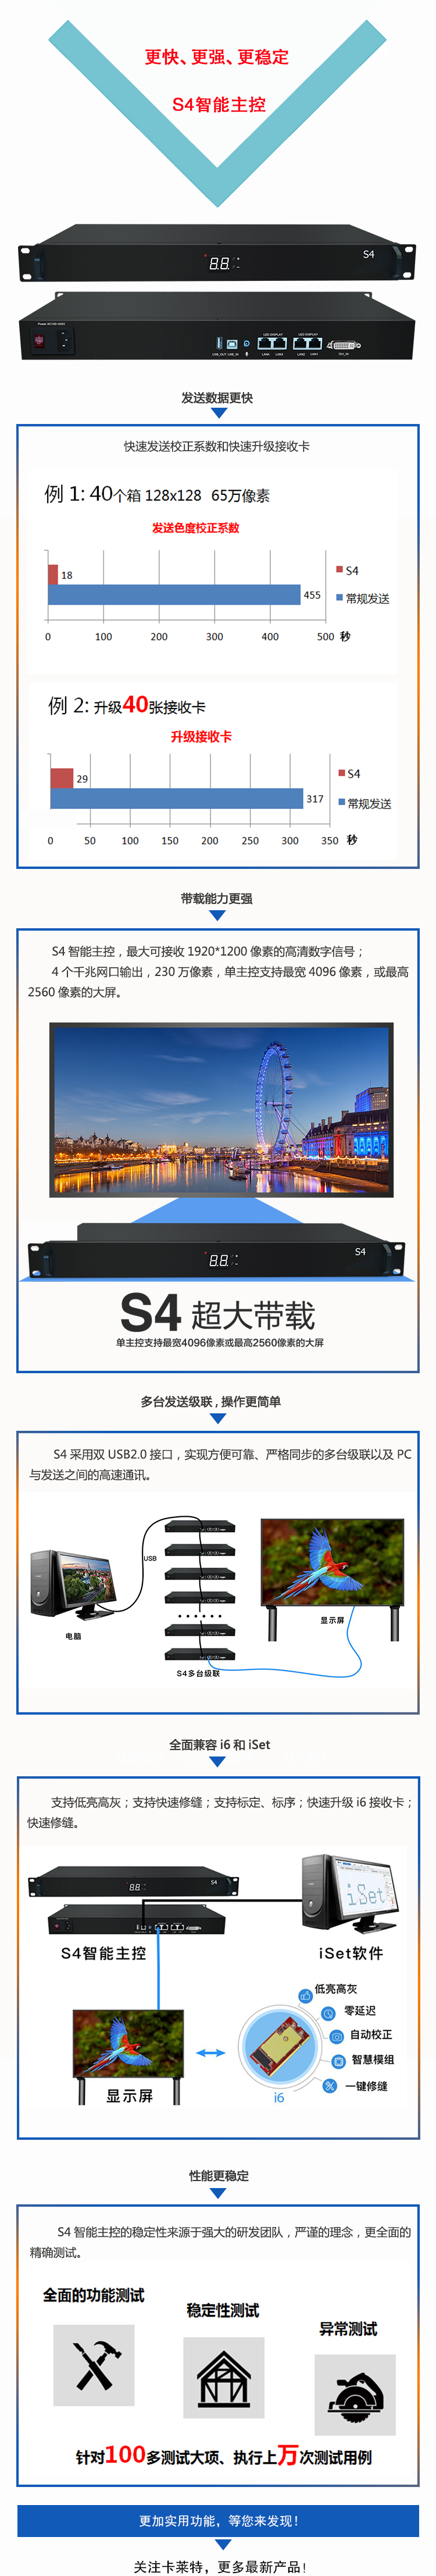 更快、更强、更稳定
S4智能主控
S4
88
Power AC100-240V
USB_OUT USB_IN
LED DISPLAY LED DISPLAY
LAN4 LAN3 LAN2 LAN1 DVI_IN
发送数据更快
快速发送校正系数和快速升级接收卡
例 1: 40个箱 128x128 65万像素
发送色度校正系数
18
455
S4
常规发送
0 100 200 300 400 500 秒
例 2: 升级40张接收卡
升级接收卡
29
317
S4
常规发送
0 50 100 150 200 250 300 350 秒
带载能力更强
S4 智能主控，最大可接收 1920*1200 像素的高清数字信号；
4 个千兆网口输出，230 万像素，单主控支持最宽 4096 像素，或最高
2560 像素的大屏。
88
S4
S4 超大带载
单主控支持最宽4096像素或最高2560像素的大屏
多台发送级联，操作更简单
S4 采用双 USB2.0 接口，实现方便可靠、严格同步的多台级联以及 PC
与发送之间的高速通讯。
USB
电脑
S4多台级联
显示屏
全面兼容 i6 和 iSet
支持低亮高灰；支持快速修缝；支持标定、标序；快速升级 i6 接收卡；
快速修缝。
88
S4
iSet
S4智能主控
iSet软件
低亮高灰
零延迟
自动校正
智慧模组
一键修缝
显示屏
i6
性能更稳定
S4 智能主控的稳定性来源于强大的研发团队，严谨的理念，更全面的
精确测试。
全面的功能测试
稳定性测试
异常测试
针对100多测试大项、执行上万次测试用例
更加实用功能，等您来发现！
关注卡莱特，更多最新产品！